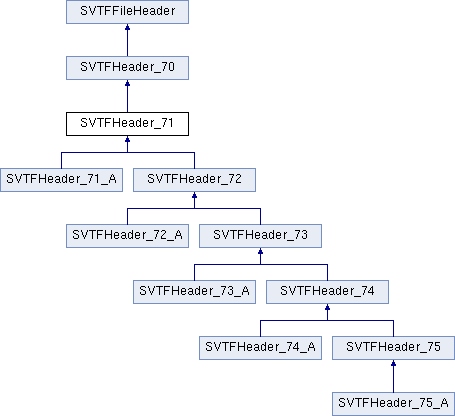 SVTFFileHeader
SVTFHeader_70
SVTFHeader_71
SVTFHeader_71_A
SVTFHeader_72
SVTFHeader_72_A
SVTFHeader_73
SVTFHeader_73_A
SVTFHeader_74
SVTFHeader_74_A
SVTFHeader_75
SVTFHeader_75_A